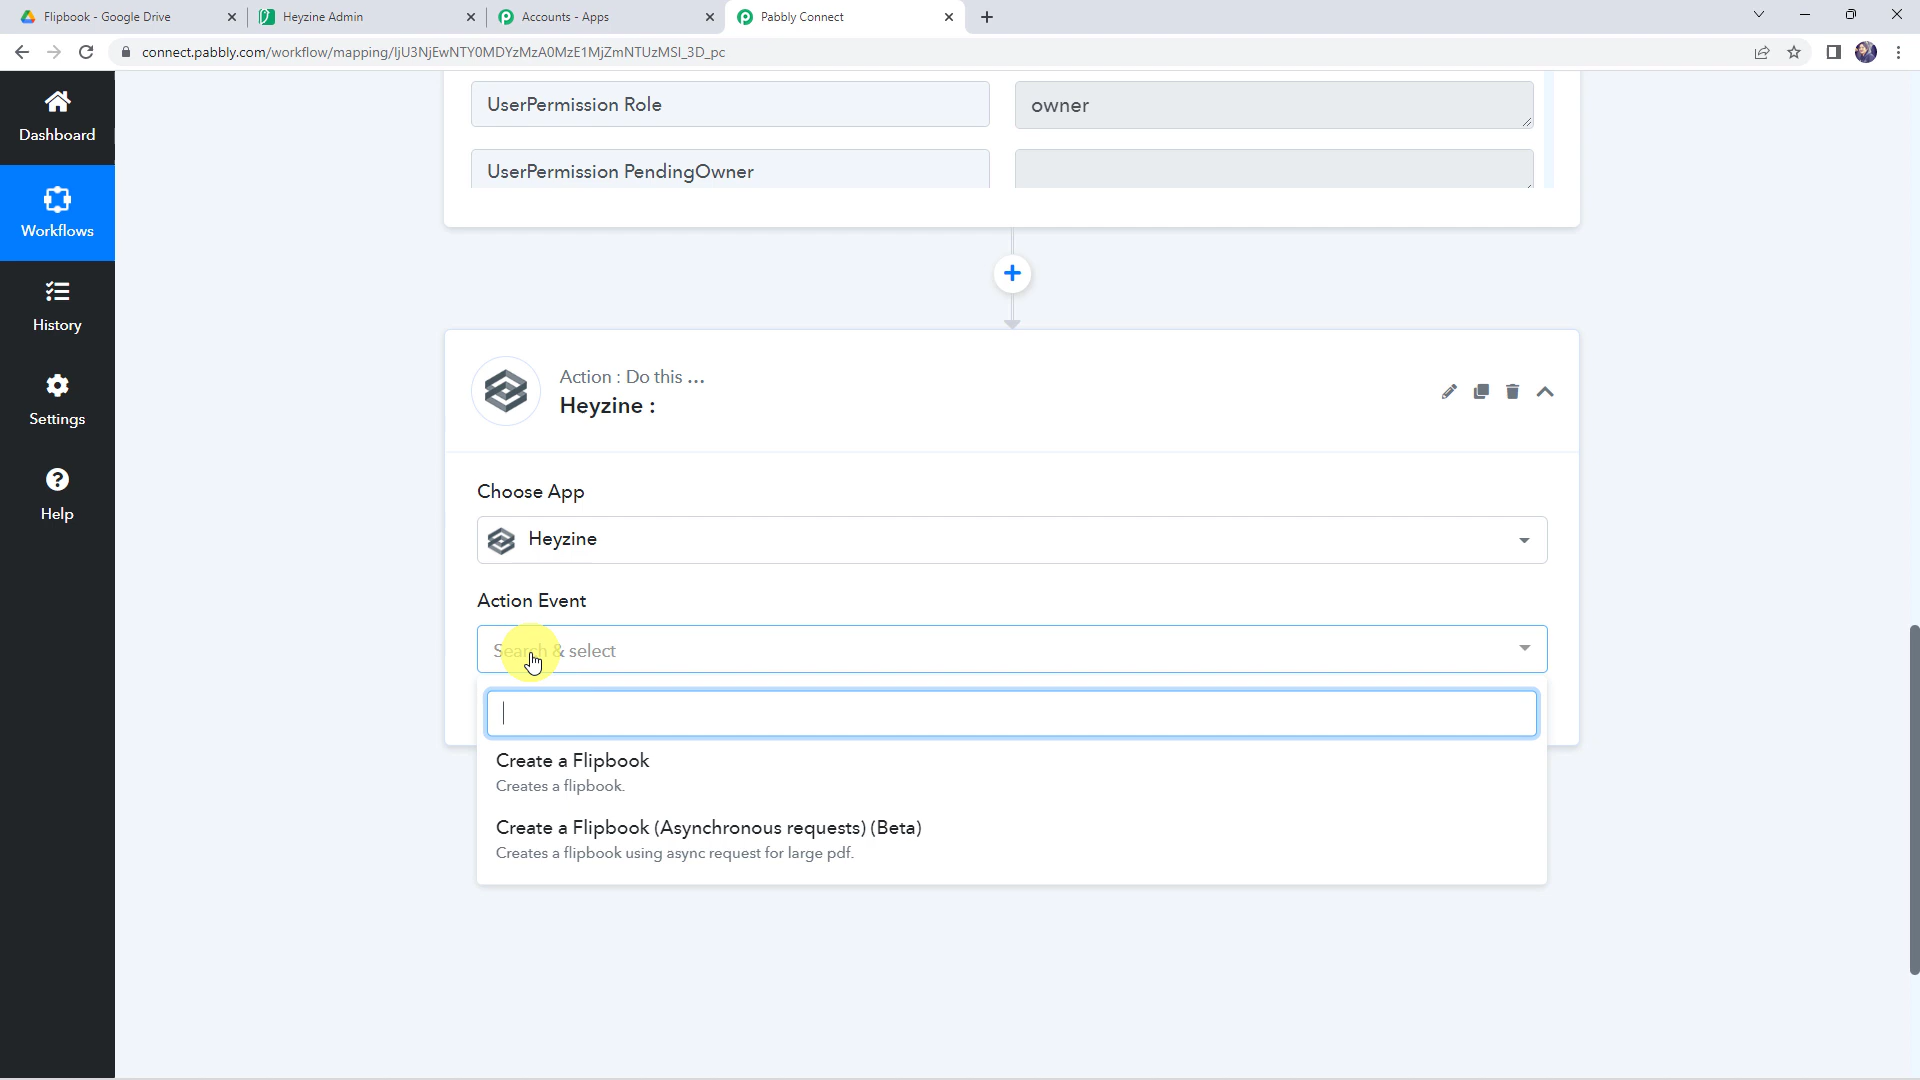 Flipbook - Google Drive
Heyzine Admin
Accounts - Apps
Pabbly Connect
connect.pabbly.com/workflow/mapping/IjU3NjEwNTY0MDYzMzA0MzE1MjZmNTUzMSI_3D_pc
Dashboard
Workflows
History
Settings
Help
UserPermission Role
owner
UserPermission PendingOwner
Action : Do this ...
Heyzine :
Choose App
Heyzine
Action Event
Search & select
Create a Flipbook
Creates a flipbook.
Create a Flipbook (Asynchronous requests) (Beta)
Creates a flipbook using async request for large pdf.